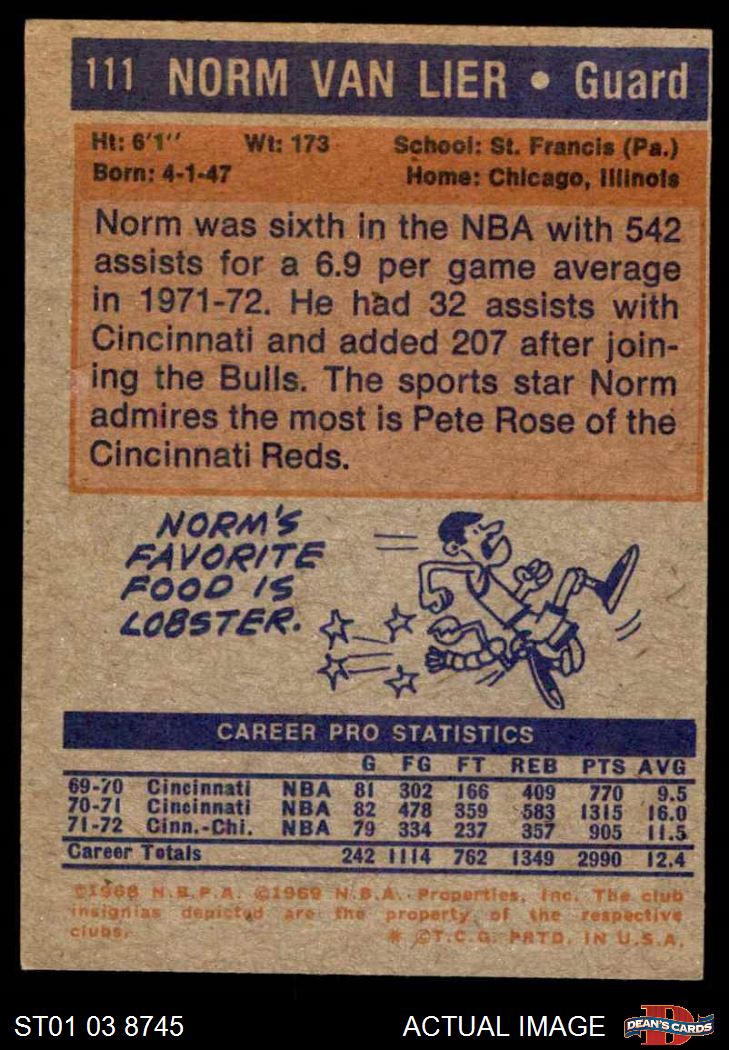 111 NORM VAN LIER • Guard
Ht: 6'1'' Wt: 173 School: St. Francis (Pa.)
Born: 4-1-47 Home: Chicago, Illinois
Norm was sixth in the NBA with 542
assists for a 6.9 per game average
in 1971-72. He had 32 assists with
Cincinnati and added 207 after join-
ing the Bulls. The sports star Norm
admires the most is Pete Rose of the
Cincinnati Reds.
NORM'S
FAVORITE
FOOD IS
LOBSTER.
CAREER PRO STATISTICS
G FG FT REB PTS AVG
69-70 Cincinnati NBA 81 302 166 409 770 9.5
70-71 Cincinnati NBA 82 478 359 583 1315 16.0
71-72 Cinn.-Chi. NBA 79 334 237 357 905 11.5
Career Totals 242 1114 762 1349 2990 12.4
©1968 N.B.P.A. ©1969 N.B.A. Properties, Inc. The club
insignias depicted are the property of the respective
clubs. * ©T.C.G. PRTD. IN U.S.A.
ST01 03 8745 ACTUAL IMAGE D DEAN'S CARDS